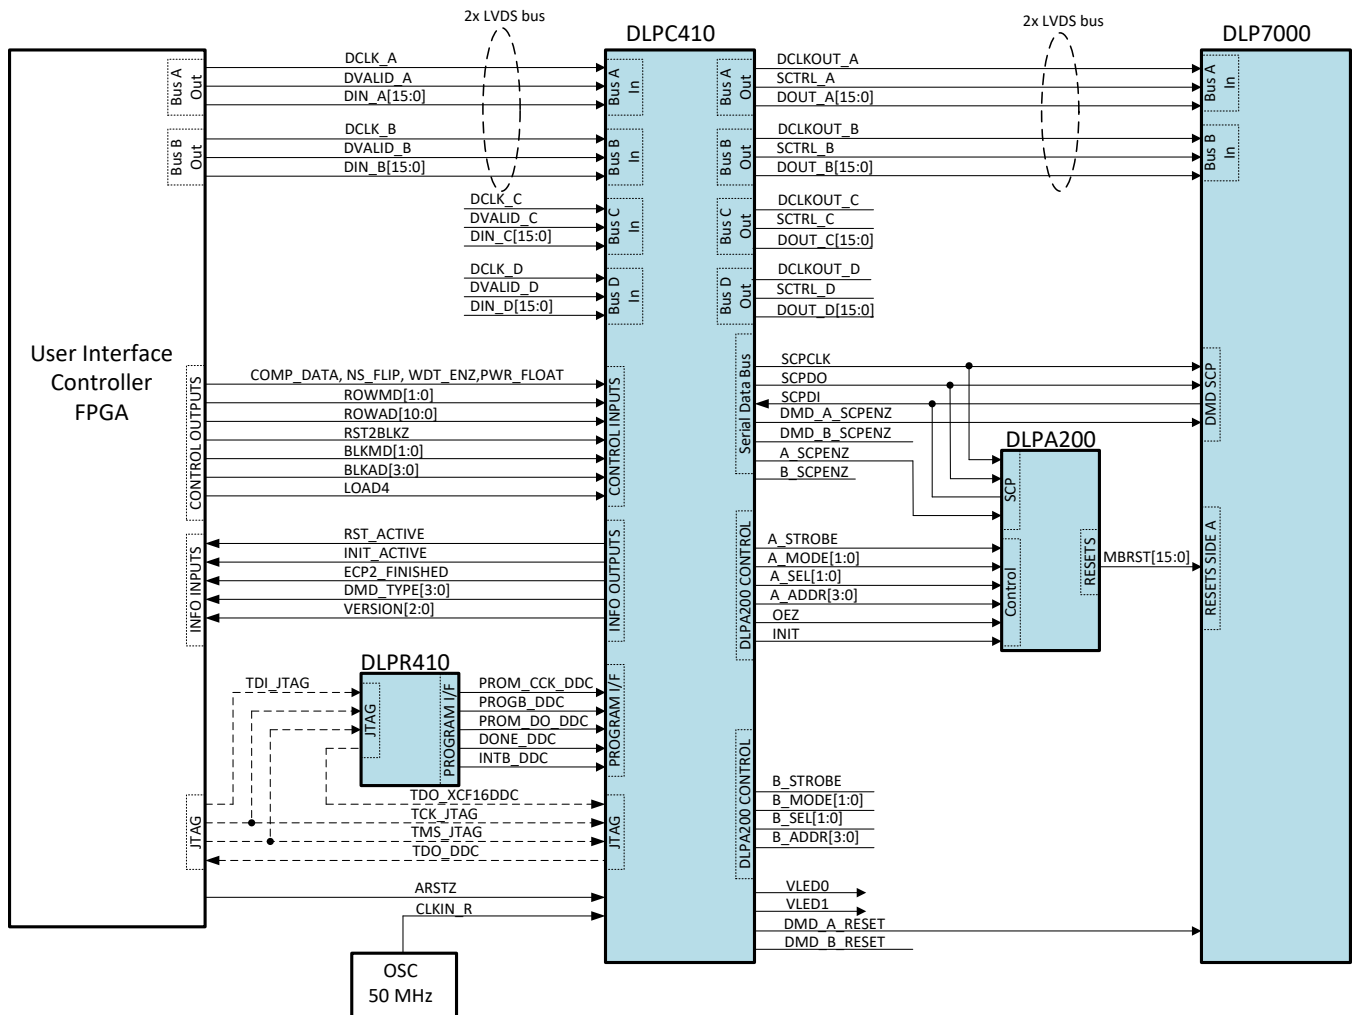 2x LVDS bus
2x LVDS bus
DLPC410
DLP7000
User Interface
Controller
FPGA
Bus A
Out
DCLK_A
DVALID_A
DIN_A[15:0]
Bus A
In
Bus B
Out
DCLK_B
DVALID_B
DIN_B[15:0]
Bus B
In
DCLK_C
DVALID_C
DIN_C[15:0]
Bus C
In
DCLK_D
DVALID_D
DIN_D[15:0]
Bus D
In
CONTROL OUTPUTS
COMP_DATA, NS_FLIP, WDT_ENZ,PWR_FLOAT
ROWMD[1:0]
ROWAD[10:0]
RST2BLKZ
BLKMD[1:0]
BLKAD[3:0]
LOAD4
CONTROL INPUTS
INFO INPUTS
RST_ACTIVE
INIT_ACTIVE
ECP2_FINISHED
DMD_TYPE[3:0]
VERSION[2:0]
INFO OUTPUTS
DLPR410
TDI_JTAG
JTAG
PROGRAM I/F
PROM_CCK_DDC
PROGB_DDC
PROM_DO_DDC
DONE_DDC
INTB_DDC
PROGRAM I/F
JTAG
TDO_XCF16DDC
TCK_JTAG
TMS_JTAG
TDO_DDC
JTAG
ARSTZ
CLKIN_R
OSC
50 MHz
Bus A
Out
DCLKOUT_A
SCTRL_A
DOUT_A[15:0]
Bus A
In
Bus B
Out
DCLKOUT_B
SCTRL_B
DOUT_B[15:0]
Bus B
In
Bus C
Out
DCLKOUT_C
SCTRL_C
DOUT_C[15:0]
Bus D
Out
DCLKOUT_D
SCTRL_D
DOUT_D[15:0]
Serial Data Bus
SCPCLK
SCPDO
SCPDI
DMD_A_SCPENZ
DMD_B_SCPENZ
A_SCPENZ
B_SCPENZ
DMD SCP
DLPA200
SCP
Control
RESETS
MBRST[15:0]
RESETS SIDE A
DLPA200 CONTROL
A_STROBE
A_MODE[1:0]
A_SEL[1:0]
A_ADDR[3:0]
OEZ
INIT
DLPA200 CONTROL
B_STROBE
B_MODE[1:0]
B_SEL[1:0]
B_ADDR[3:0]
VLED0
VLED1
DMD_A_RESET
DMD_B_RESET